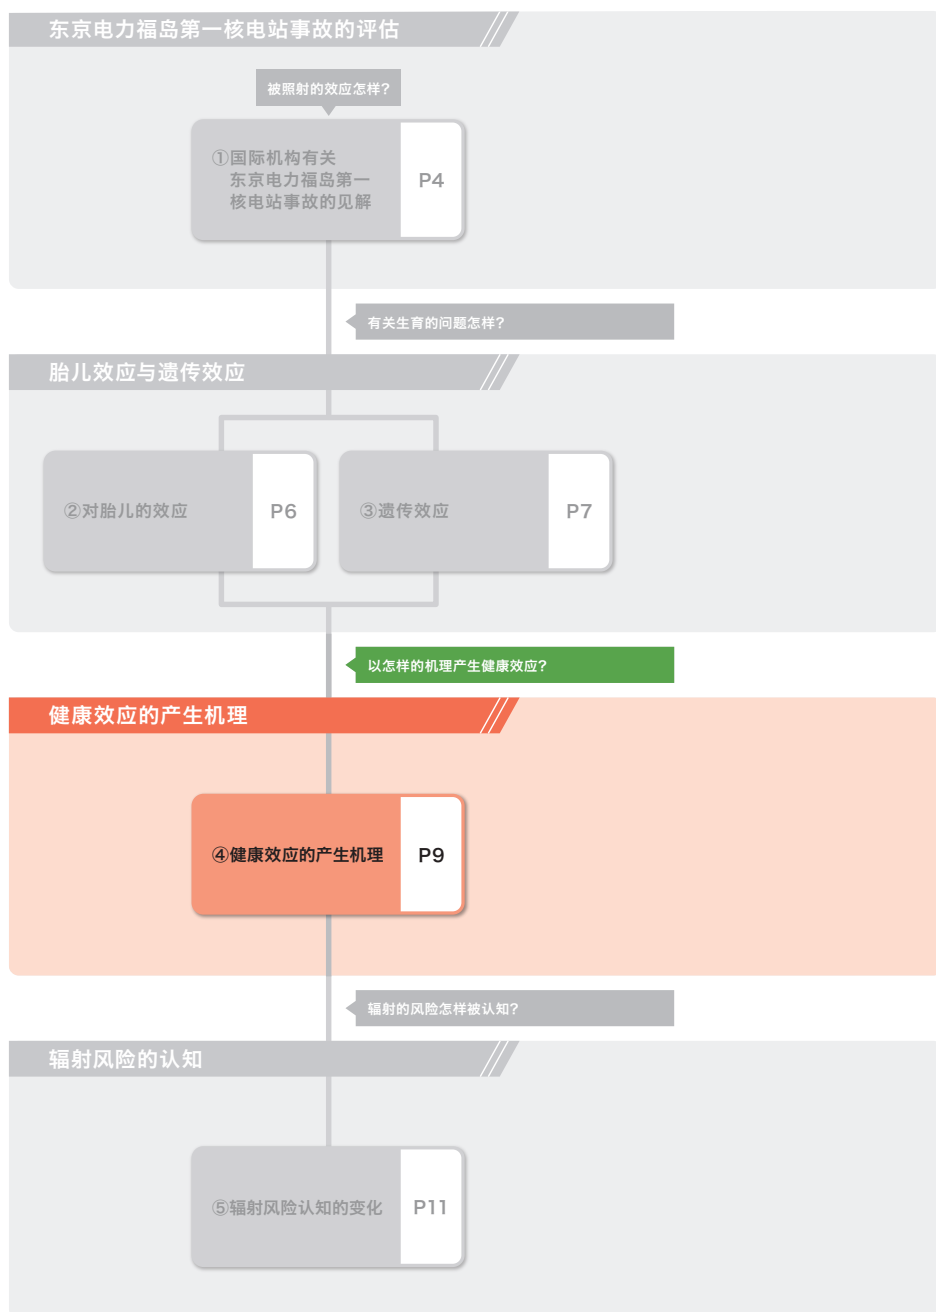 东京电力福岛第一核电站事故的评估
被照射的效应怎样?
①国际机构有关
东京电力福岛第一
核电站事故的见解
P4
有关生育的问题怎样?
胎儿效应与遗传效应
②对胎儿的效应
P6
③遗传效应
P7
以怎样的机理产生健康效应?
健康效应的产生机理
④健康效应的产生机理
P9
辐射的风险怎样被认知?
辐射风险的认知
⑤辐射风险认知的变化
P11